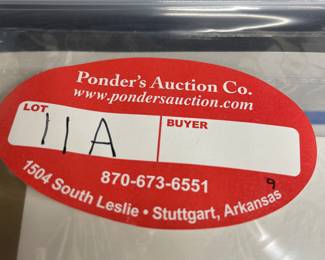 Ponder's Auction Co.
www.pondersauction.com
LOT BUYER
11A
870-673-6551
9
1504 South Leslie • Stuttgart, Arkansas